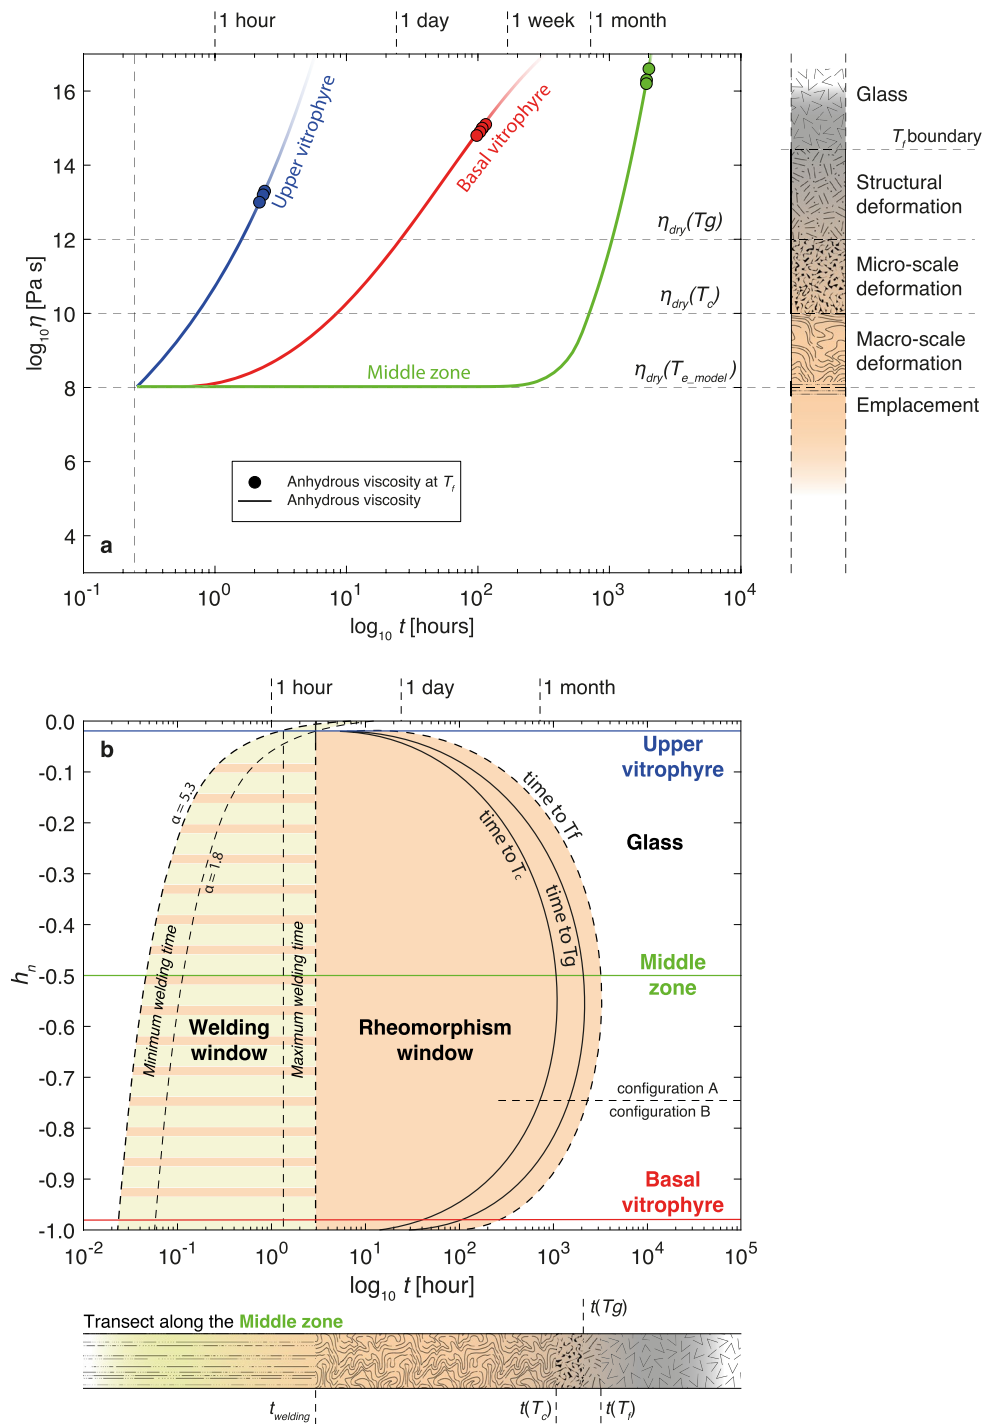 1 hour
1 day
1 week
1 month
16
14
12
10
8
6
4
log10 η [Pa s]
Upper vitrophyre
Basal vitrophyre
Middle zone
ηdry(Tg)
ηdry(Tc)
ηdry(Te_model)
Anhydrous viscosity at Tf
Anhydrous viscosity
a
10-1
100
101
102
103
104
log10 t [hours]
Glass
Tf boundary
Structural
deformation
Micro-scale
deformation
Macro-scale
deformation
Emplacement
1 hour
1 day
1 month
0.0
-0.1
-0.2
-0.3
-0.4
-0.5
-0.6
-0.7
-0.8
-0.9
-1.0
hn
b
Upper
vitrophyre
α = 5.3
α = 1.8
time to Tf
time to Tc
time to Tg
Glass
Minimum welding time
Maximum welding time
Middle
zone
Welding
window
Rheomorphism
window
configuration A
configuration B
Basal
vitrophyre
10-2
10-1
100
101
102
103
104
105
log10 t [hour]
Transect along the Middle zone
t(Tg)
twelding
t(Tc)
t(Tf)